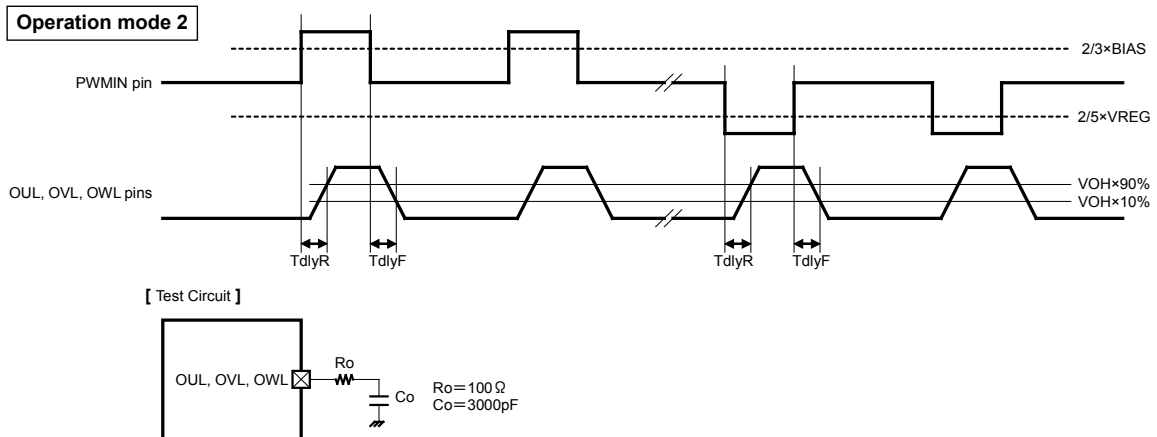 Operation mode 2
2/3×BIAS
PWMIN pin
2/5×VREG
OUL, OVL, OWL pins
VOH×90%
VOH×10%
TdlyR TdlyF TdlyR TdlyF
[ Test Circuit ]
OUL, OVL, OWL
Ro
Co
Ro=100Ω
Co=3000pF